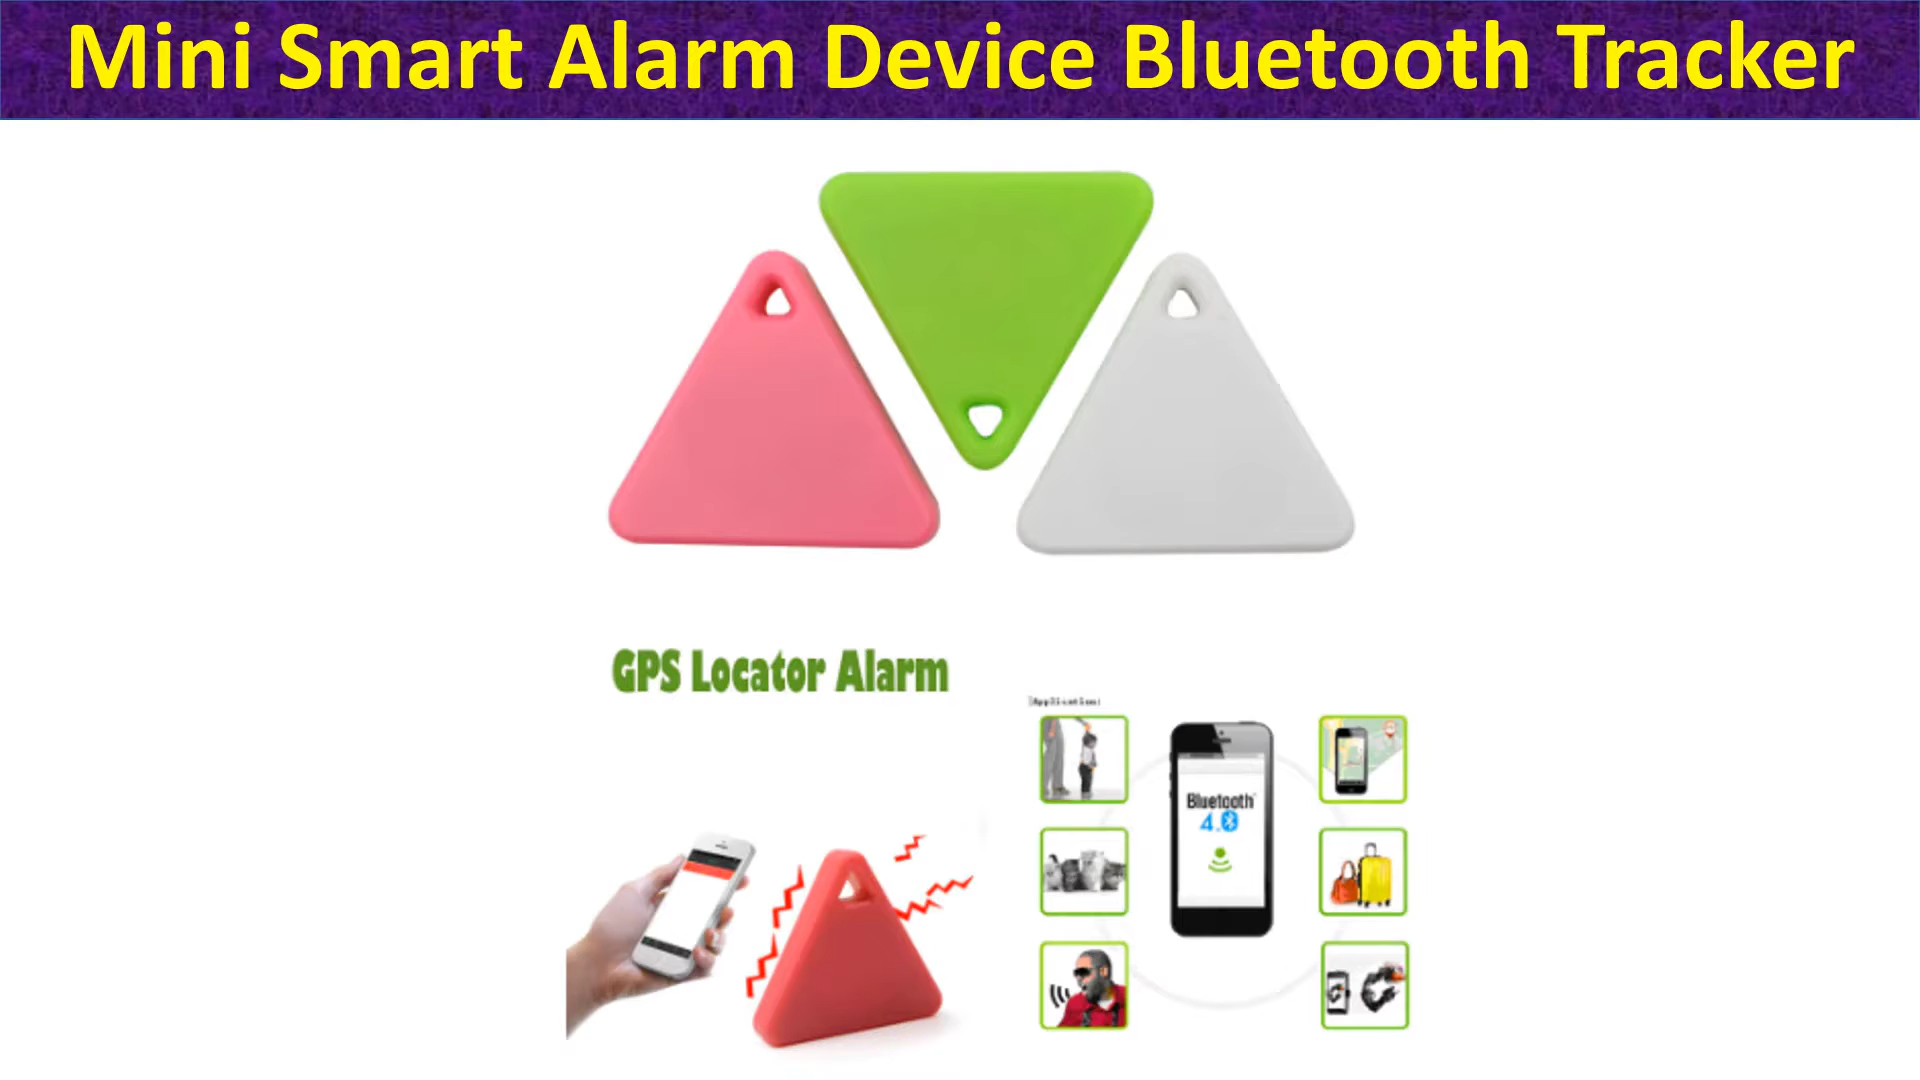 Mini Smart Alarm Device Bluetooth Tracker
GPS Locator Alarm
Bluetooth
4.0